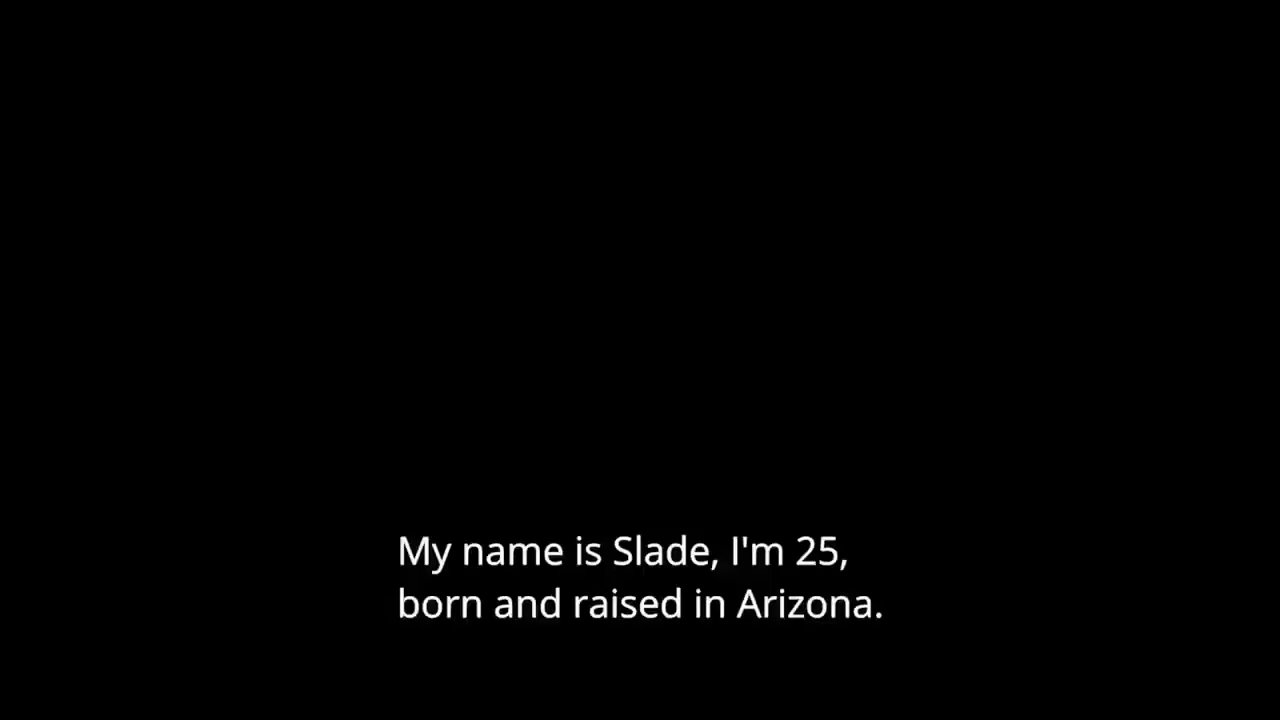 My name is Slade, I'm 25,
born and raised in Arizona.